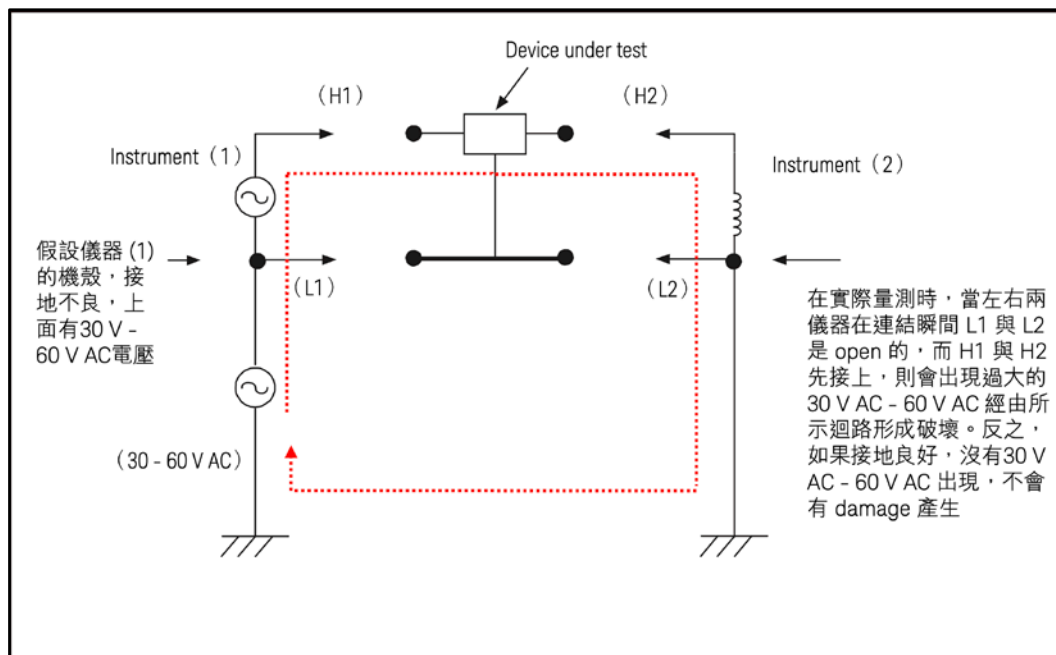 Device under test
（H1）
（H2）
Instrument（1）
Instrument（2）
假設儀器 (1)
的機殼，接
地不良，上
面有30 V –
60 V AC電壓
（L1）
（L2）
在實際量測時，當左右兩
儀器在連結瞬間 L1 與 L2
是 open 的，而 H1 與 H2
先接上，則會出現過大的
30 V AC – 60 V AC 經由所
示迴路形成破壞。反之，
如果接地良好，沒有30 V
AC – 60 V AC 出現，不會
有 damage 產生
（30 – 60 V AC）